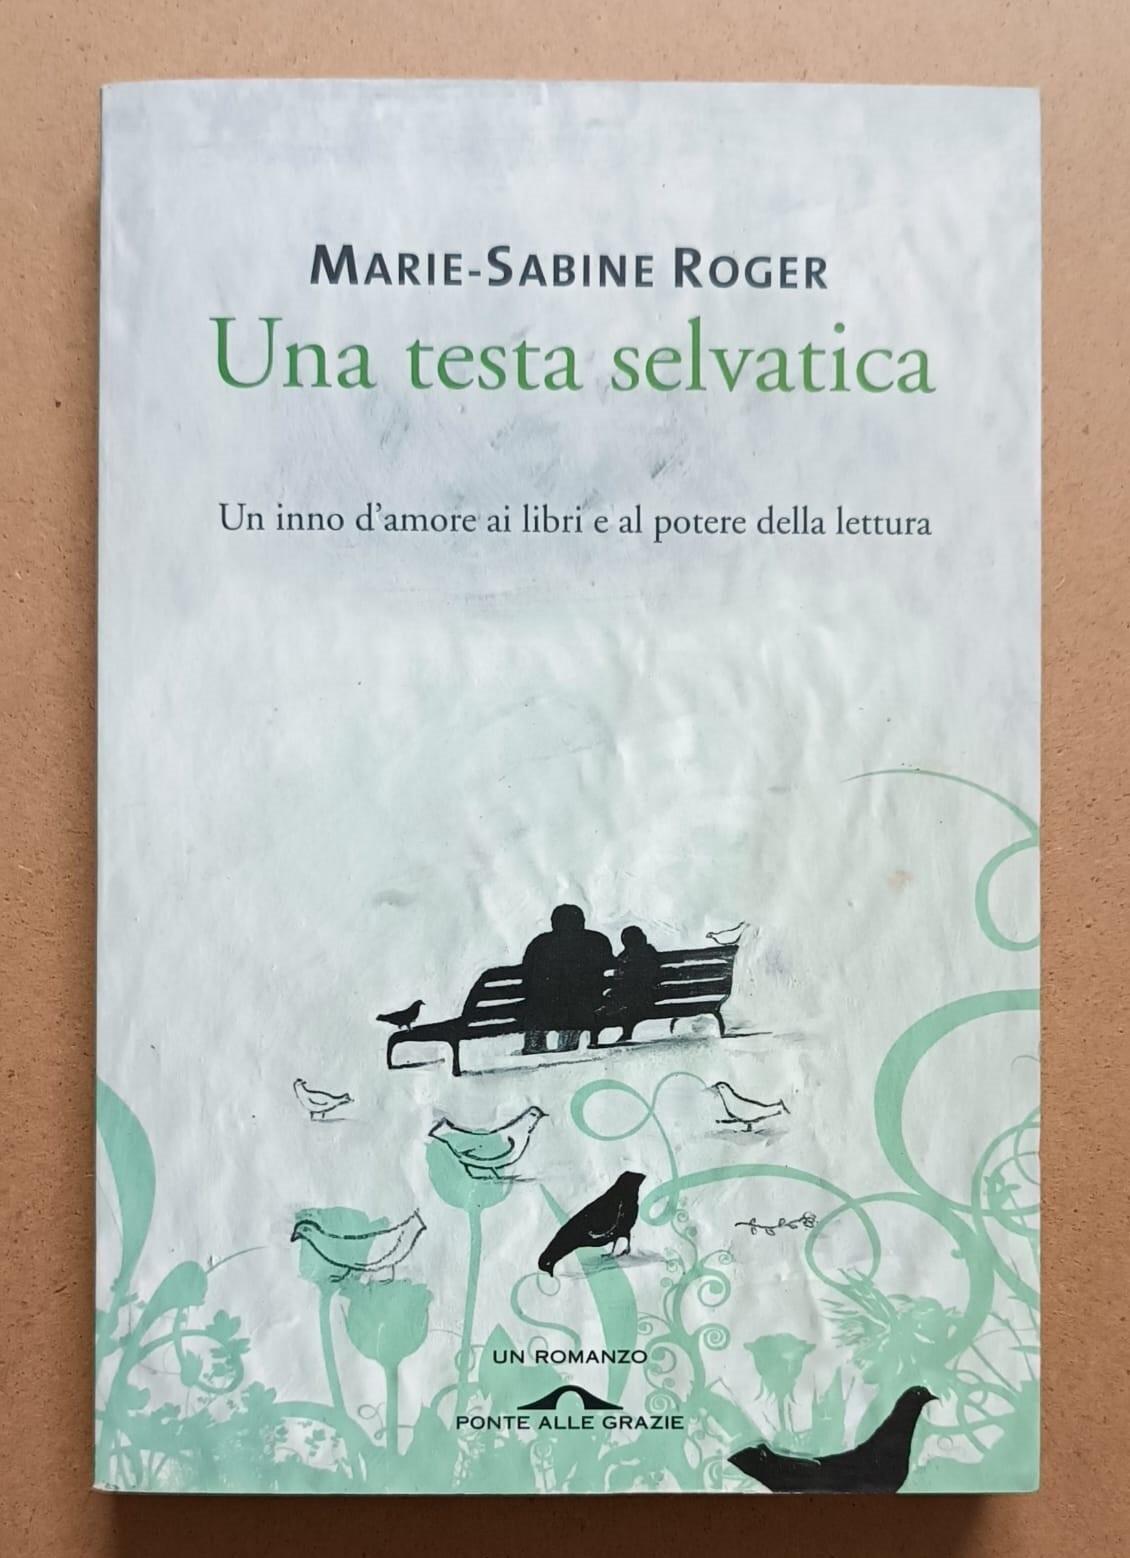 MARIE-SABINE ROGER
Una testa selvatica
Un inno d'amore ai libri e al potere della lettura
UN ROMANZO
PONTE ALLE GRAZIE